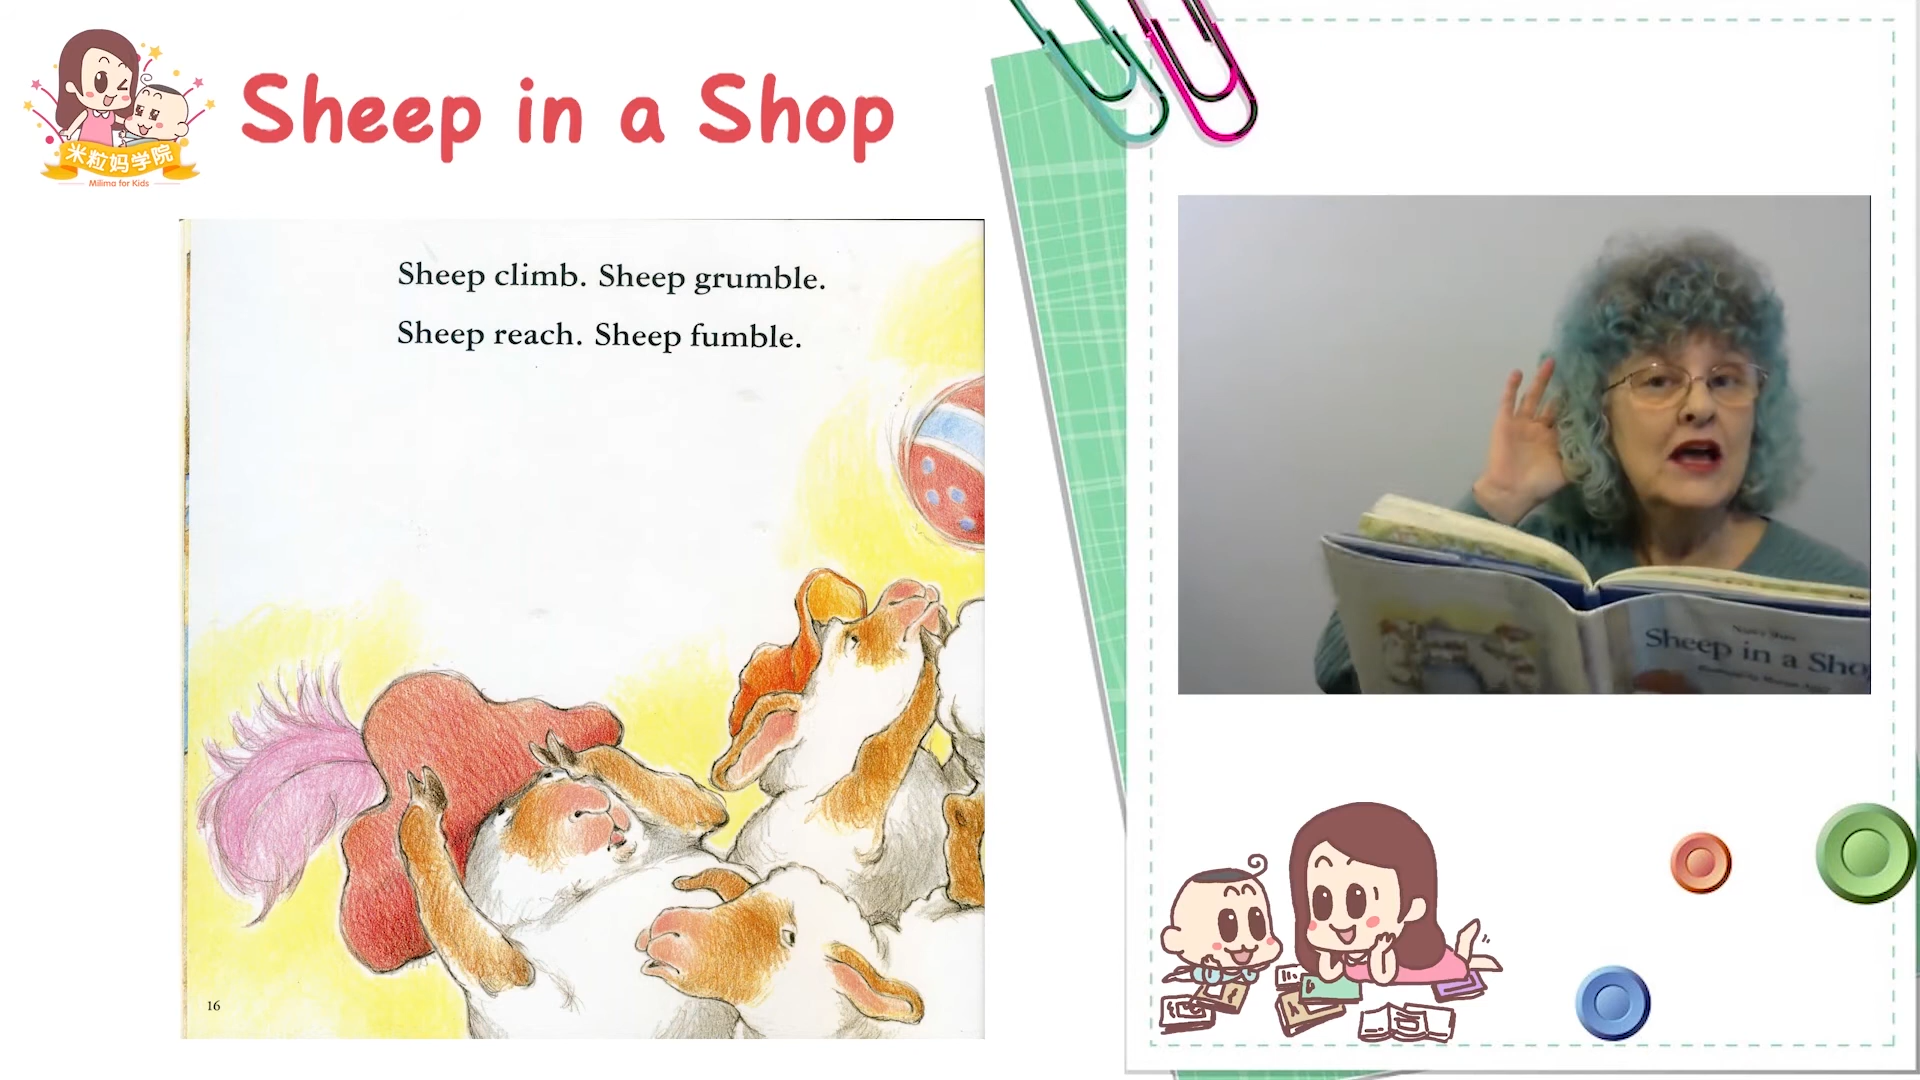 米粒妈学院
Milima for Kids
Sheep in a Shop
Sheep climb. Sheep grumble.
Sheep reach. Sheep fumble.
16
Sheep in a Sho